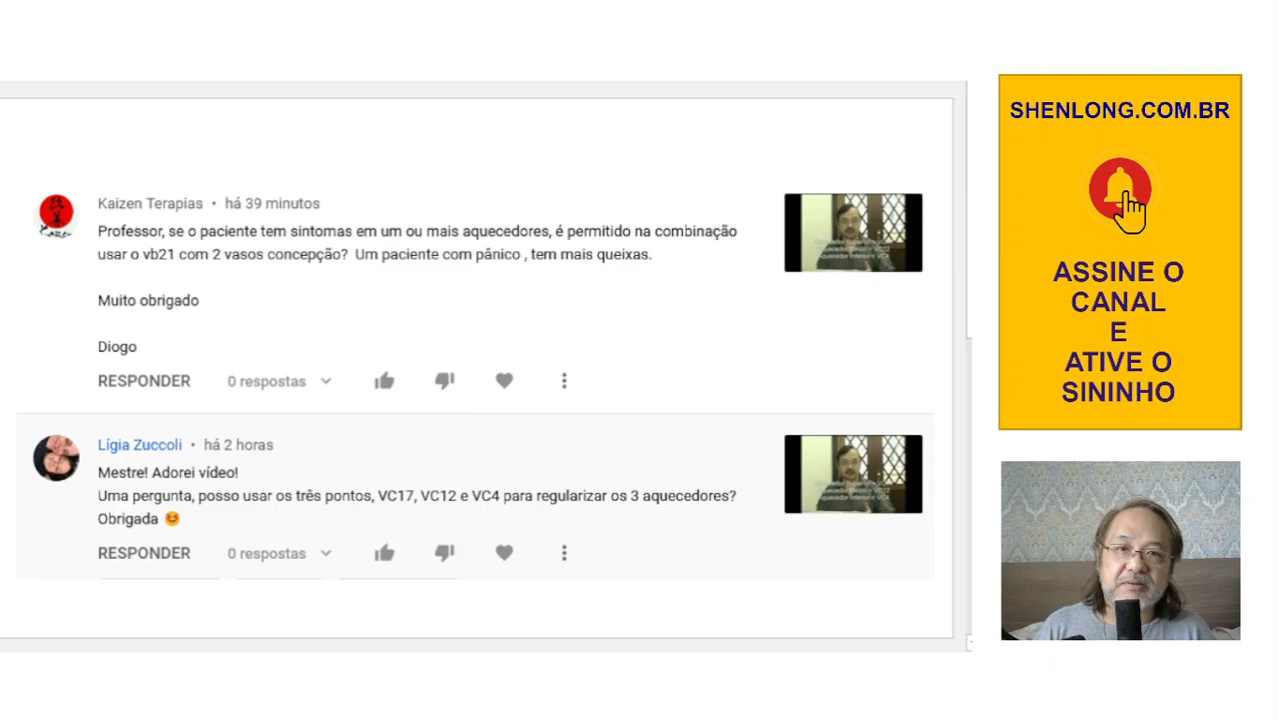 Kaizen Terapias • há 39 minutos
Professor, se o paciente tem sintomas em um ou mais aquecedores, é permitido na combinação
usar o vb21 com 2 vasos concepção? Um paciente com pânico , tem mais queixas.
Muito obrigado
Diogo
RESPONDER 0 respostas
Lígia Zuccoli • há 2 horas
Mestre! Adorei vídeo!
Uma pergunta, posso usar os três pontos, VC17, VC12 e VC4 para regularizar os 3 aquecedores?
Obrigada 😊
RESPONDER 0 respostas
SHENLONG.COM.BR
ASSINE O
CANAL
E
ATIVE O
SININHO